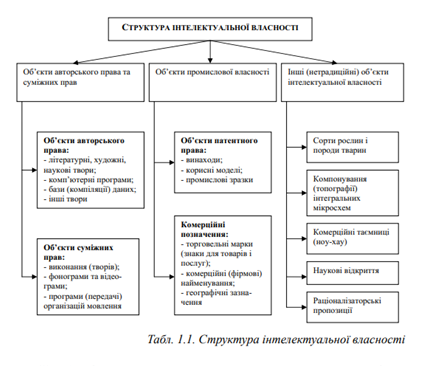 СТРУКТУРА ІНТЕЛЕКТУАЛЬНОЇ ВЛАСНОСТІ
Об’єкти авторського права та
суміжних прав
Об’єкти промислової власності
Інші (нетрадиційні) об’єкти
інтелектуальної власності
Об’єкти авторського
права:
- літературні, художні,
наукові твори;
- комп’ютерні програми;
- бази (компіляції) даних;
- інші твори
Об’єкти суміжних
прав:
- виконання (творів);
- фонограми та відео-
грами;
- програми (передачі)
організацій мовлення
Об’єкти патентного
права:
- винаходи;
- корисні моделі;
- промислові зразки
Комерційні
позначення:
- торговельні марки
(знаки для товарів і
послуг);
- комерційні (фірмові)
найменування;
- географічні зазна-
чення
Сорти рослин і
породи тварин
Компонування
(топографії)
інтегральних
мікросхем
Комерційні таємниці
(ноу-хау)
Наукові відкриття
Раціоналізаторські
пропозиції
Табл. 1.1. Структура інтелектуальної власності